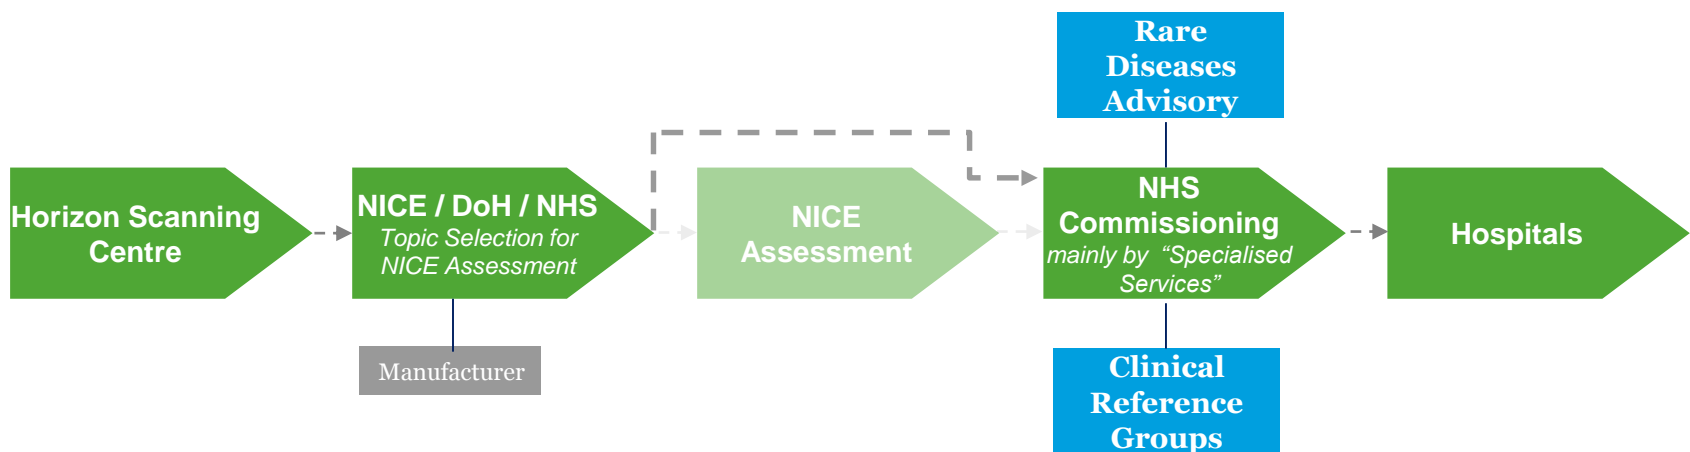 Rare
Diseases
Advisory
Horizon Scanning
Centre
NICE / DoH / NHS
Topic Selection for
NICE Assessment
NICE
Assessment
NHS
Commissioning
mainly by “Specialised
Services”
Hospitals
Manufacturer
Clinical
Reference
Groups